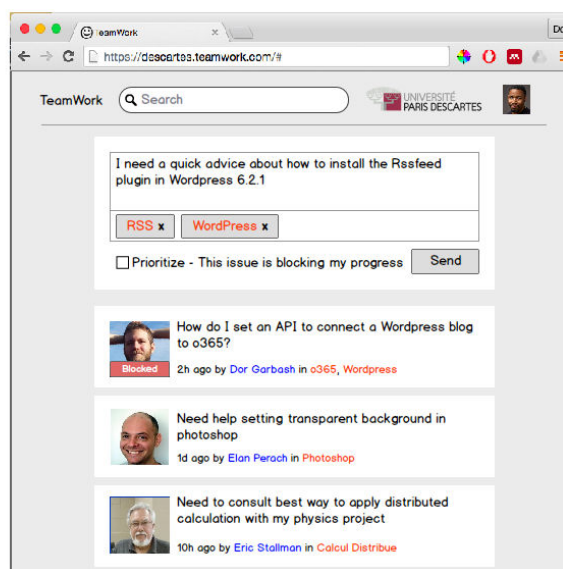 TeamWork
Do
https://descartes.teamwork.com/#
TeamWork
Search
UNIVERSITÉ
PARIS DESCARTES
I need a quick advice about how to install the Rssfeed
plugin in Wordpress 6.2.1
RSS x
WordPress x
Prioritize - This issue is blocking my progress
Send
How do I set an API to connect a Wordpress blog
to o365?
Blocked
2h ago by Dor Garbash in o365, Wordpress
Need help setting transparent background in
photoshop
1d ago by Elan Perach in Photoshop
Need to consult best way to apply distributed
calculation with my physics project
10h ago by Eric Stallman in Calcul Distribue